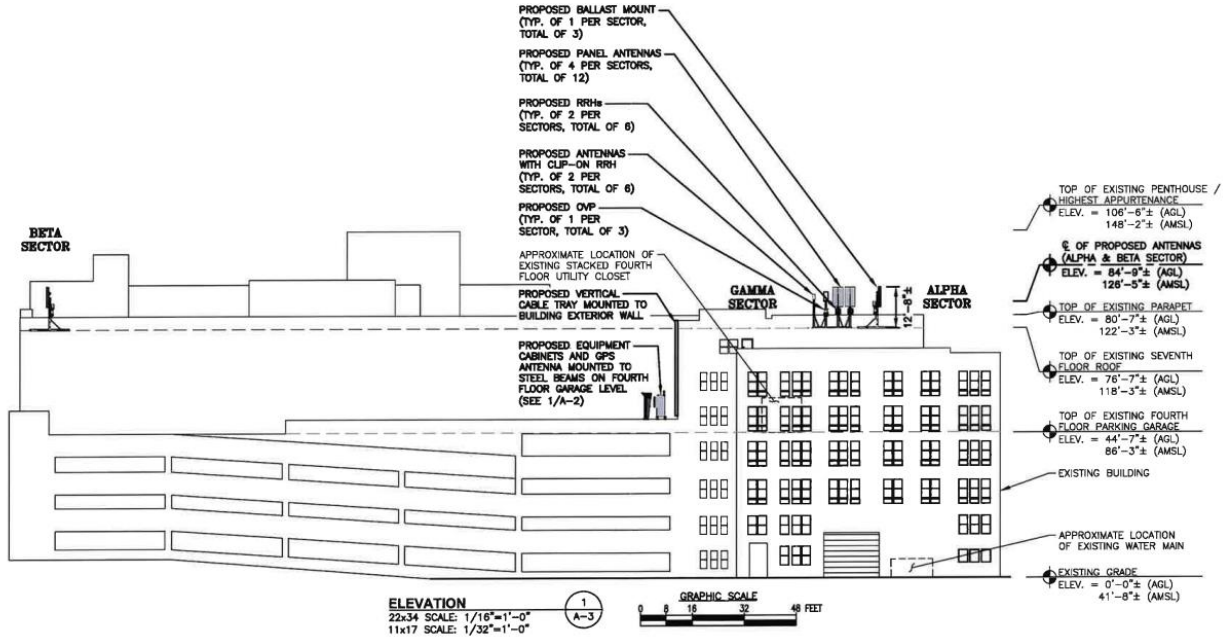 PROPOSED BALLAST MOUNT
(TYP. OF 1 PER SECTOR,
TOTAL OF 3)
PROPOSED PANEL ANTENNAS
(TYP. OF 4 PER SECTORS,
TOTAL OF 12)
PROPOSED RRHs
(TYP. OF 2 PER
SECTORS, TOTAL OF 6)
PROPOSED ANTENNAS
WITH CLIP-ON RRH
(TYP. OF 2 PER
SECTORS, TOTAL OF 6)
PROPOSED OVP
(TYP. OF 1 PER
SECTOR, TOTAL OF 3)
APPROXIMATE LOCATION OF
EXISTING STACKED FOURTH
FLOOR UTILITY CLOSET
PROPOSED VERTICAL
CABLE TRAY MOUNTED TO
BUILDING EXTERIOR WALL
PROPOSED EQUIPMENT
CABINETS AND GPS
ANTENNA MOUNTED TO
STEEL BEAMS ON FOURTH
FLOOR GARAGE LEVEL
(SEE 1/A-2)
BETA
SECTOR
GAMMA
SECTOR
12'-8"±
ALPHA
SECTOR
TOP OF EXISTING PENTHOUSE /
HIGHEST APPURTENANCE
ELEV. = 106'-6"± (AGL)
148'-2"± (AMSL)
℄ OF PROPOSED ANTENNAS
(ALPHA & BETA SECTOR)
ELEV. = 84'-9"± (AGL)
126'-5"± (AMSL)
TOP OF EXISTING PARAPET
ELEV. = 80'-7"± (AGL)
122'-3"± (AMSL)
TOP OF EXISTING SEVENTH
FLOOR ROOF
ELEV. = 76'-7"± (AGL)
118'-3"± (AMSL)
TOP OF EXISTING FOURTH
FLOOR PARKING GARAGE
ELEV. = 44'-7"± (AGL)
86'-3"± (AMSL)
EXISTING BUILDING
APPROXIMATE LOCATION
OF EXISTING WATER MAIN
EXISTING GRADE
ELEV. = 0'-0"± (AGL)
41'-8"± (AMSL)
ELEVATION
22x34 SCALE: 1/16"=1'-0"
11x17 SCALE: 1/32"=1'-0"
1
A-3
GRAPHIC SCALE
0 8 16 32 48 FEET